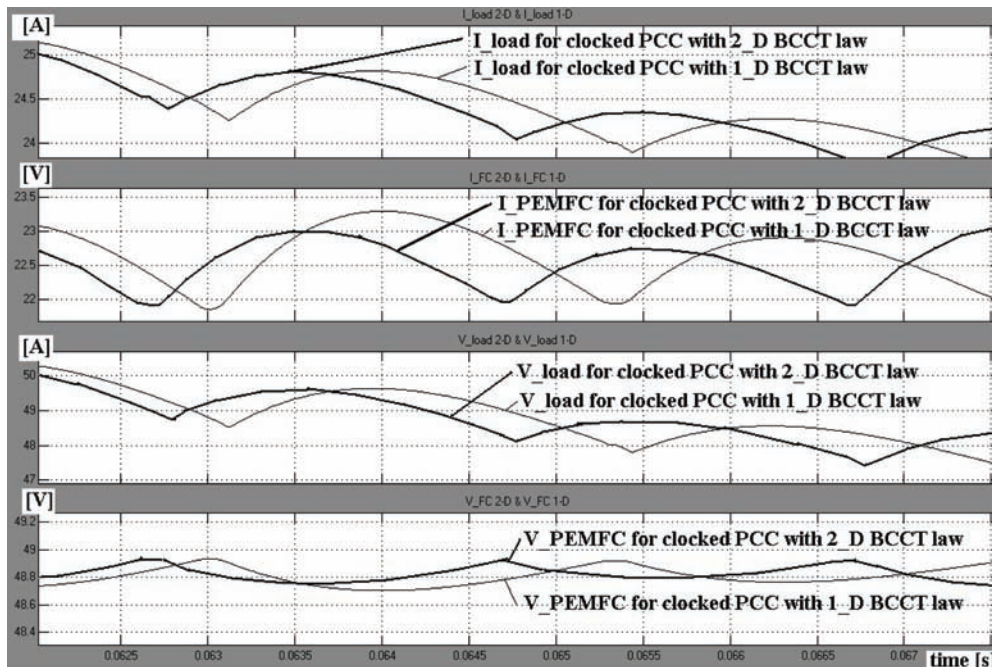 I_load 2-D & I_load 1-D
[A]
I_load for clocked PCC with 2_D BCCT law
I_load for clocked PCC with 1_D BCCT law
25
24.5
24
[V]
I_FC 2-D & I_FC 1-D
I_PEMFC for clocked PCC with 2_D BCCT law
I_PEMFC for clocked PCC with 1_D BCCT law
23.5
23
22.5
22
[A]
V_load 2-D & V_load 1-D
V_load for clocked PCC with 2_D BCCT law
V_load for clocked PCC with 1_D BCCT law
50
49
48
47
[V]
V_FC 2-D & V_FC 1-D
V_PEMFC for clocked PCC with 2_D BCCT law
V_PEMFC for clocked PCC with 1_D BCCT law
49.2
49
48.8
48.6
48.4
0.0625 0.063 0.0635 0.064 0.0645 0.065 0.0655 0.066 0.0665 0.067 time [s]